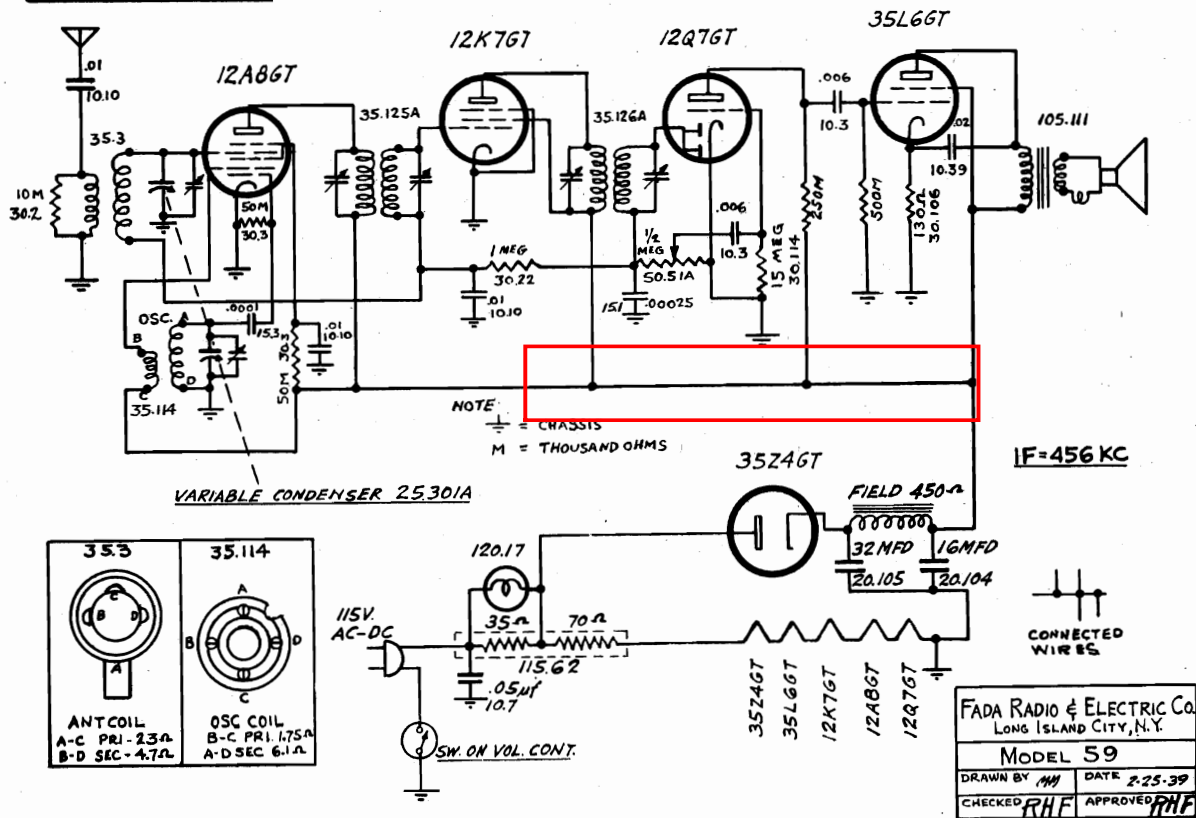 12A8GT
12K7GT
12Q7GT
35L6GT
.01
10.10
35.3
10M
30.2
50M
30.3
35.125A
35.126A
.006
10.3
.02
10.39
105.111
250M
500M
130Ω
30.106
1 MEG
30.22
.01
10.10
1/2
MEG
50.51A
.006
10.3
15 MEG
30.114
15.1
.00025
OSC.
A
B
C
D
.0001
15.3
.01
10.10
50M
30.3
35.114
NOTE
= CHASSIS
M = THOUSAND OHMS
VARIABLE CONDENSER 25.301A
IF=456 KC
35Z4GT
FIELD 450Ω
32MFD
20.105
16MFD
20.104
120.17
115V.
AC-DC
35Ω
70Ω
115.62
.05μf
10.7
SW. ON VOL. CONT.
35Z4GT
35L6GT
12K7GT
12A8GT
12Q7GT
CONNECTED
WIRES
35.3
C
B
D
A
ANT COIL
A-C PRI-23Ω
B-D SEC-4.7Ω
35.114
A
B
D
C
OSC COIL
B-C PRI. 1.75Ω
A-D SEC 6.1Ω
FADA RADIO & ELECTRIC CO.
LONG ISLAND CITY, N.Y.
MODEL 59
DRAWN BY MM
DATE 2-25-39
CHECKED RHF
APPROVED RHF